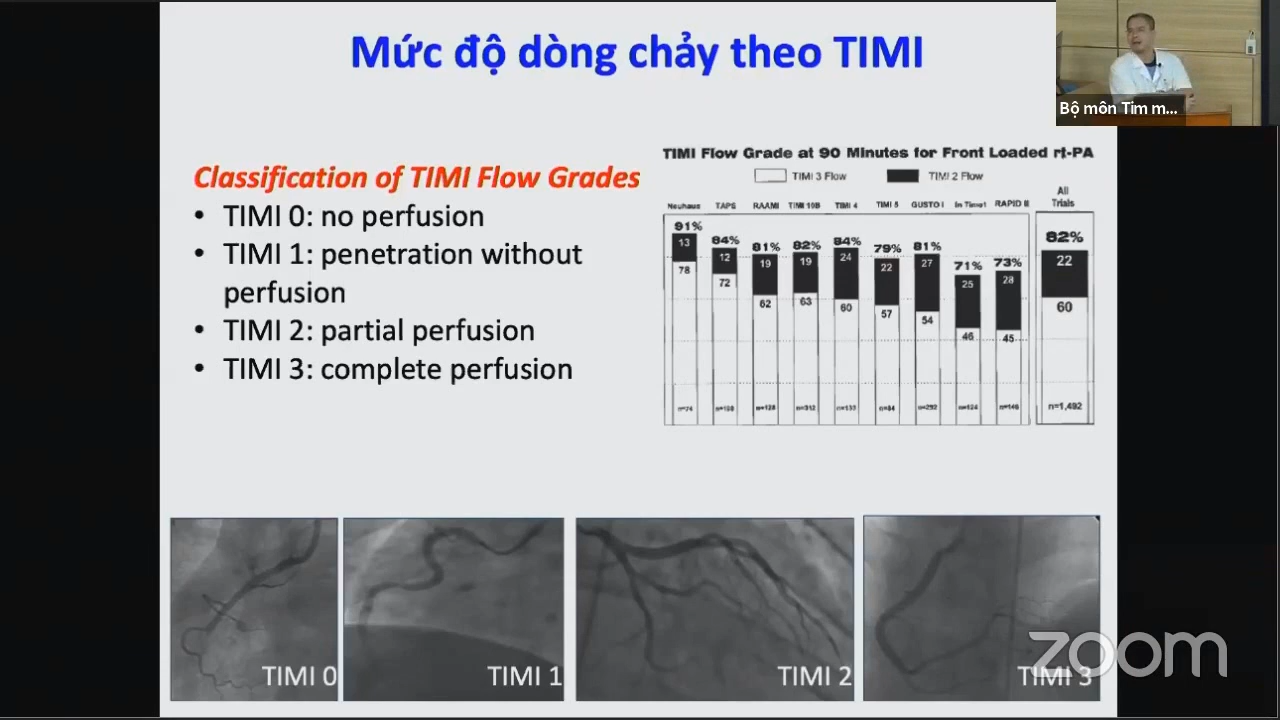 Mức độ dòng chảy theo TIMI
Bộ môn Tim m...
Classification of TIMI Flow Grades
• TIMI 0: no perfusion
• TIMI 1: penetration without
perfusion
• TIMI 2: partial perfusion
• TIMI 3: complete perfusion
TIMI Flow Grade at 90 Minutes for Front Loaded rt-PA
TIMI 3 Flow TIMI 2 Flow
Neuhaus TAPS RAAMI TIMI 10B TIMI 4 TIMI 5 GUSTO I In Time1 RAPID II All Trials
91% 84% 81% 82% 84% 79% 81% 71% 73% 82%
13 12 19 19 24 22 27 25 28 22
78 72 62 63 60 57 54 46 45 60
n=1,492
TIMI 0 TIMI 1 TIMI 2 TIMI 3
zoom